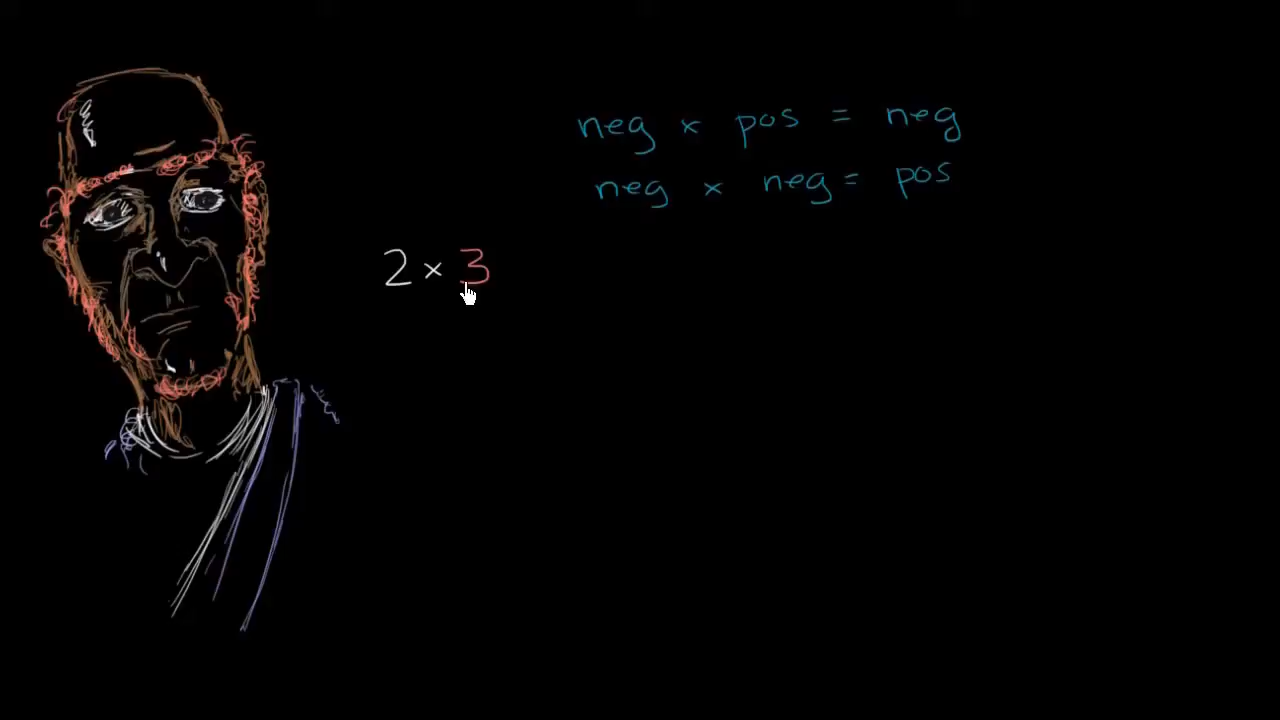 neg × pos = neg
neg × neg = pos
2 × 3